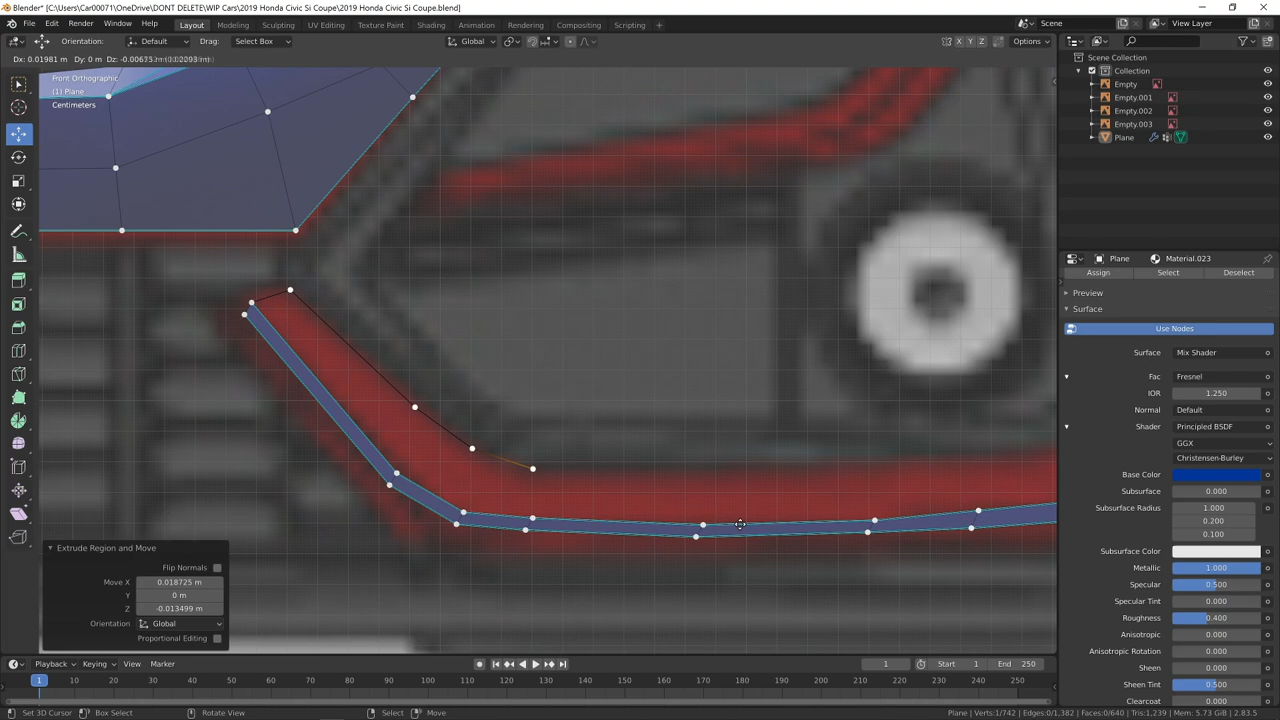 Blender* [C:\Users\Car00071\OneDrive\DONT DELETE\WIP Cars\2019 Honda Civic Si Coupe\2019 Honda Civic Si Coupe.blend]
File Edit Render Window Help Layout Modeling Sculpting UV Editing Texture Paint Shading Animation Rendering Compositing Scripting + Scene View Layer
Orientation: Default Drag: Select Box Global X Y Z Options
Dx: 0.01981 m Dy: 0 m Dz: -0.00675 m (0.02093 m)
Front Orthographic
(1) Plane
Centimeters
Scene Collection
Collection
Empty
Empty.001
Empty.002
Empty.003
Plane
Plane Material.023
Assign Select Deselect
Preview
Surface
Use Nodes
Surface Mix Shader
Fac Fresnel
IOR 1.250
Normal Default
Shader Principled BSDF
GGX
Christensen-Burley
Base Color
Subsurface 0.000
Subsurface Radius 1.000
0.200
0.100
Subsurface Color
Metallic 1.000
Specular 0.500
Specular Tint 0.000
Roughness 0.400
Anisotropic 0.000
Anisotropic Rotation 0.000
Sheen 0.000
Sheen Tint 0.500
Clearcoat 0.000
Extrude Region and Move
Flip Normals
Move X 0.018725 m
Y 0 m
Z -0.013499 m
Orientation Global
Proportional Editing
Playback Keying View Marker 1 Start 1 End 250
1 10 20 30 40 50 60 70 80 90 100 110 120 130 140 150 160 170 180 190 200 210 220 230 240 250
Set 3D Cursor Box Select Rotate View Select Move Plane | Verts:1/742 | Edges:0/1,382 | Faces:0/640 | Tris:1,239 | Mem: 5.73 GiB | 2.83.5